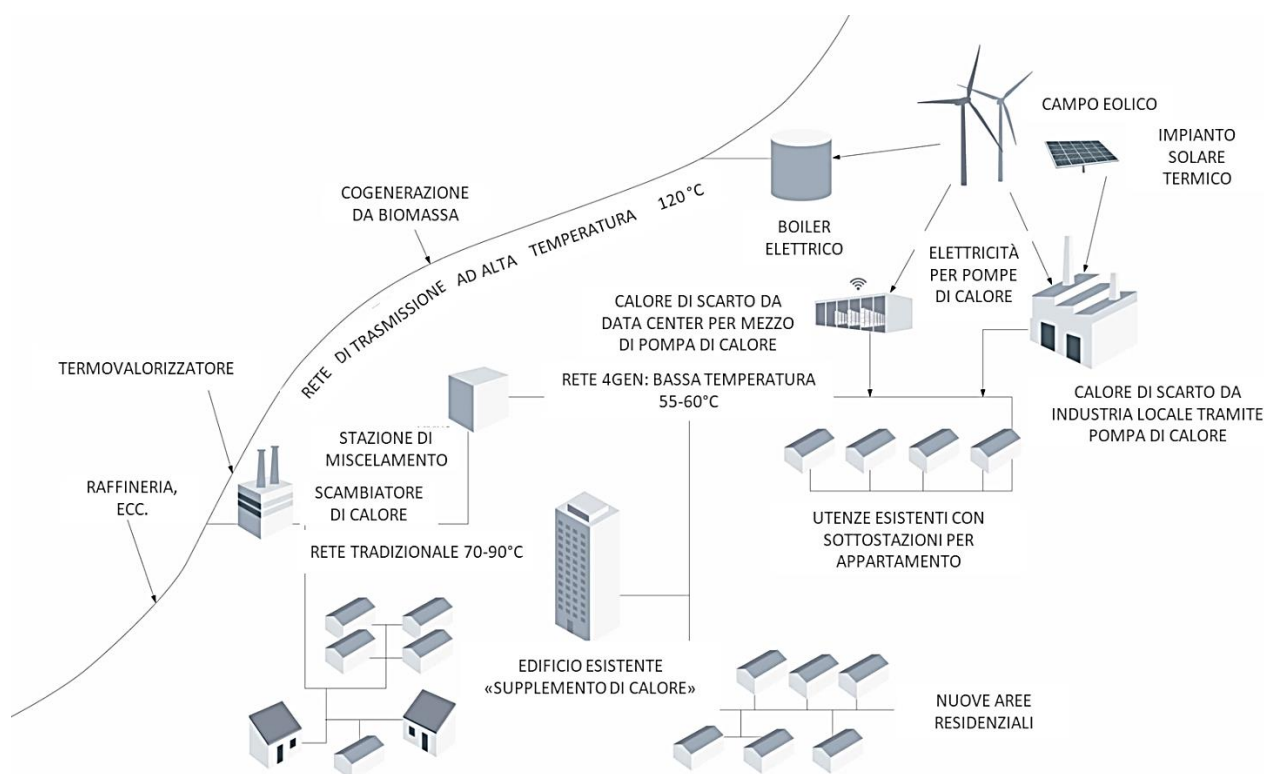 CAMPO EOLICO
IMPIANTO
SOLARE
TERMICO
COGENERAZIONE
DA BIOMASSA
RETE DI TRASMISSIONE AD ALTA TEMPERATURA 120°C
BOILER
ELETTRICO
ELETTRICITÀ
PER POMPE
DI CALORE
CALORE DI SCARTO DA
DATA CENTER PER MEZZO
DI POMPA DI CALORE
TERMOVALORIZZATORE
RETE 4GEN: BASSA TEMPERATURA
55-60°C
CALORE DI SCARTO DA
INDUSTRIA LOCALE TRAMITE
POMPA DI CALORE
STAZIONE DI
MISCELAMENTO
RAFFINERIA,
ECC.
SCAMBIATORE
DI CALORE
UTENZE ESISTENTI CON
SOTTOSTAZIONI PER
APPARTAMENTO
RETE TRADIZIONALE 70-90°C
EDIFICIO ESISTENTE
«SUPPLEMENTO DI CALORE»
NUOVE AREE
RESIDENZIALI